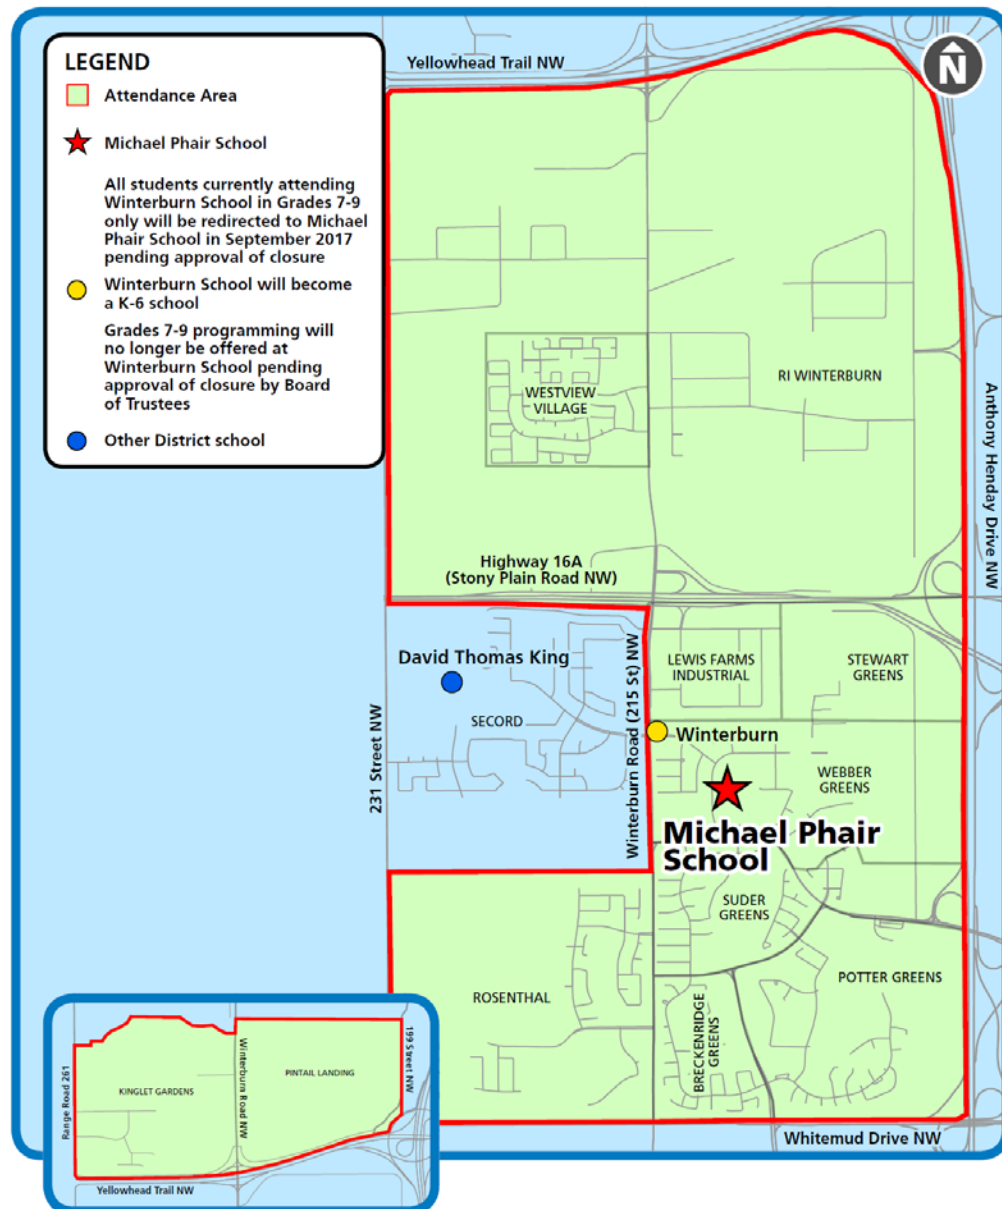 LEGEND
Attendance Area
Michael Phair School
All students currently attending
Winterburn School in Grades 7-9
only will be redirected to Michael
Phair School in September 2017
pending approval of closure
Winterburn School will become
a K-6 school
Grades 7-9 programming will
no longer be offered at
Winterburn School pending
approval of closure by Board
of Trustees
Other District school
Yellowhead Trail NW
N
WESTVIEW
VILLAGE
RI WINTERBURN
Anthony Henday Drive NW
Highway 16A
(Stony Plain Road NW)
David Thomas King
SECORD
231 Street NW
Winterburn Road (215 St) NW
LEWIS FARMS
INDUSTRIAL
STEWART
GREENS
Winterburn
WEBBER
GREENS
Michael Phair
School
SUDER
GREENS
POTTER GREENS
ROSENTHAL
BRECKENRIDGE
GREENS
Whitemud Drive NW
Range Road 261
KINGLET GARDENS
Winterburn Road NW
PINTAIL LANDING
199 Street NW
Yellowhead Trail NW